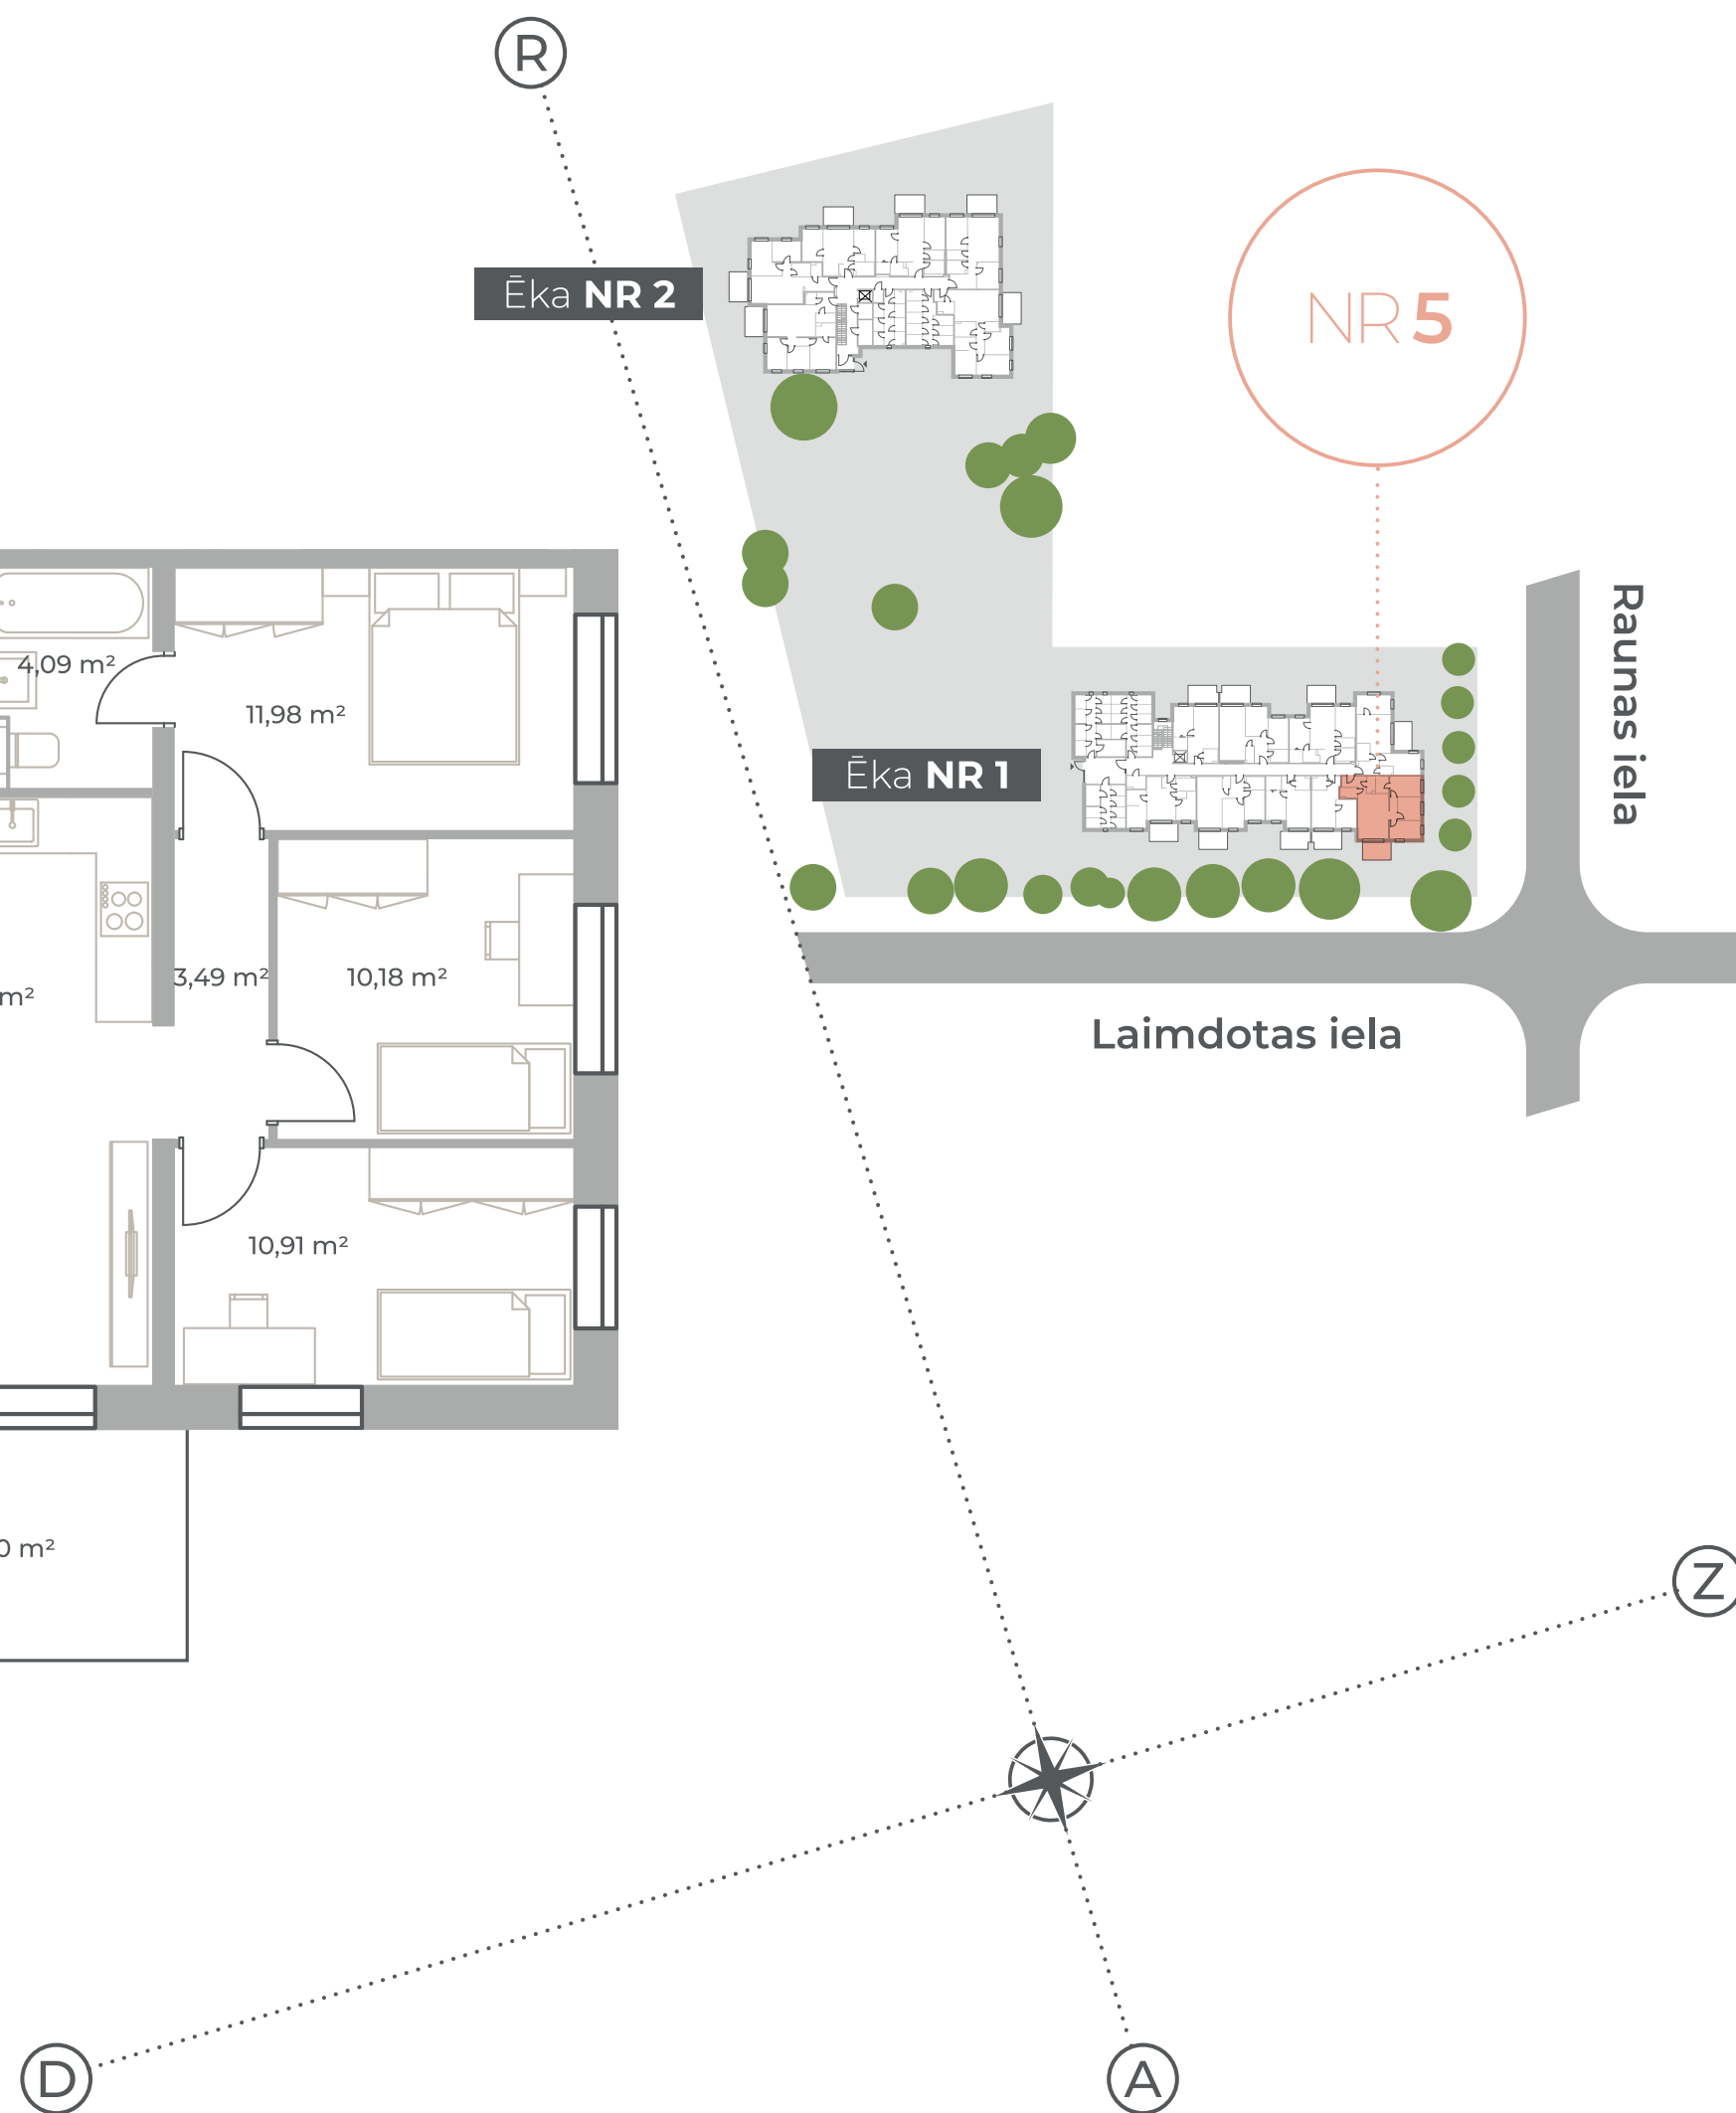 R
Ēka NR 2
NR 5
Raunas iela
4,09 m²
11,98 m²
Ēka NR 1
3,49 m²
10,18 m²
m²
Laimdotas iela
10,91 m²
0 m²
Z
D
A